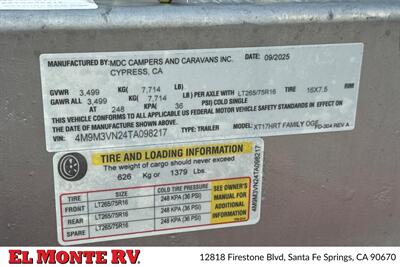 MANUFACTURED BY: MDC CAMPERS AND CARAVANS INC. DATE 09/2025
CYPRESS, CA
GVWR 3,499 KG( 7,714 LB)
GAWR ALL 3,499 KG( 7,714 LB) PER AXLE WITH LT265/75R16 TIRE 16X7.5 RIM
AT 248 KPA( 36 PSI) COLD SINGLE
THIS VEHICLE CONFORMS TO ALL APPLICABLE US FEDERAL MOTOR VEHICLE SAFETY STANDARDS IN EFFECT
ON THE DATE OF MANUFACTURE SHOWN ABOVE.
VIN: 4M9M3VN24TA098217 TYPE: TRAILER MODEL: XT17HRT FAMILY OGE
PD-304 REV A
TIRE AND LOADING INFORMATION
The weight of cargo should never exceed
626 Kg or 1379 Lbs.
TIRE SIZE COLD TIRE PRESSURE
FRONT LT265/75R16 248 KPA (36 PSI)
REAR LT265/75R16 248 KPA (36 PSI)
SPARE LT265/75R16 248 KPA (36 PSI)
SEE OWNER'S
MANUAL FOR
ADDITIONAL
INFORMATION
4M9M3VN24TA098217
EL MONTE RV
12818 Firestone Blvd, Santa Fe Springs, CA 90670